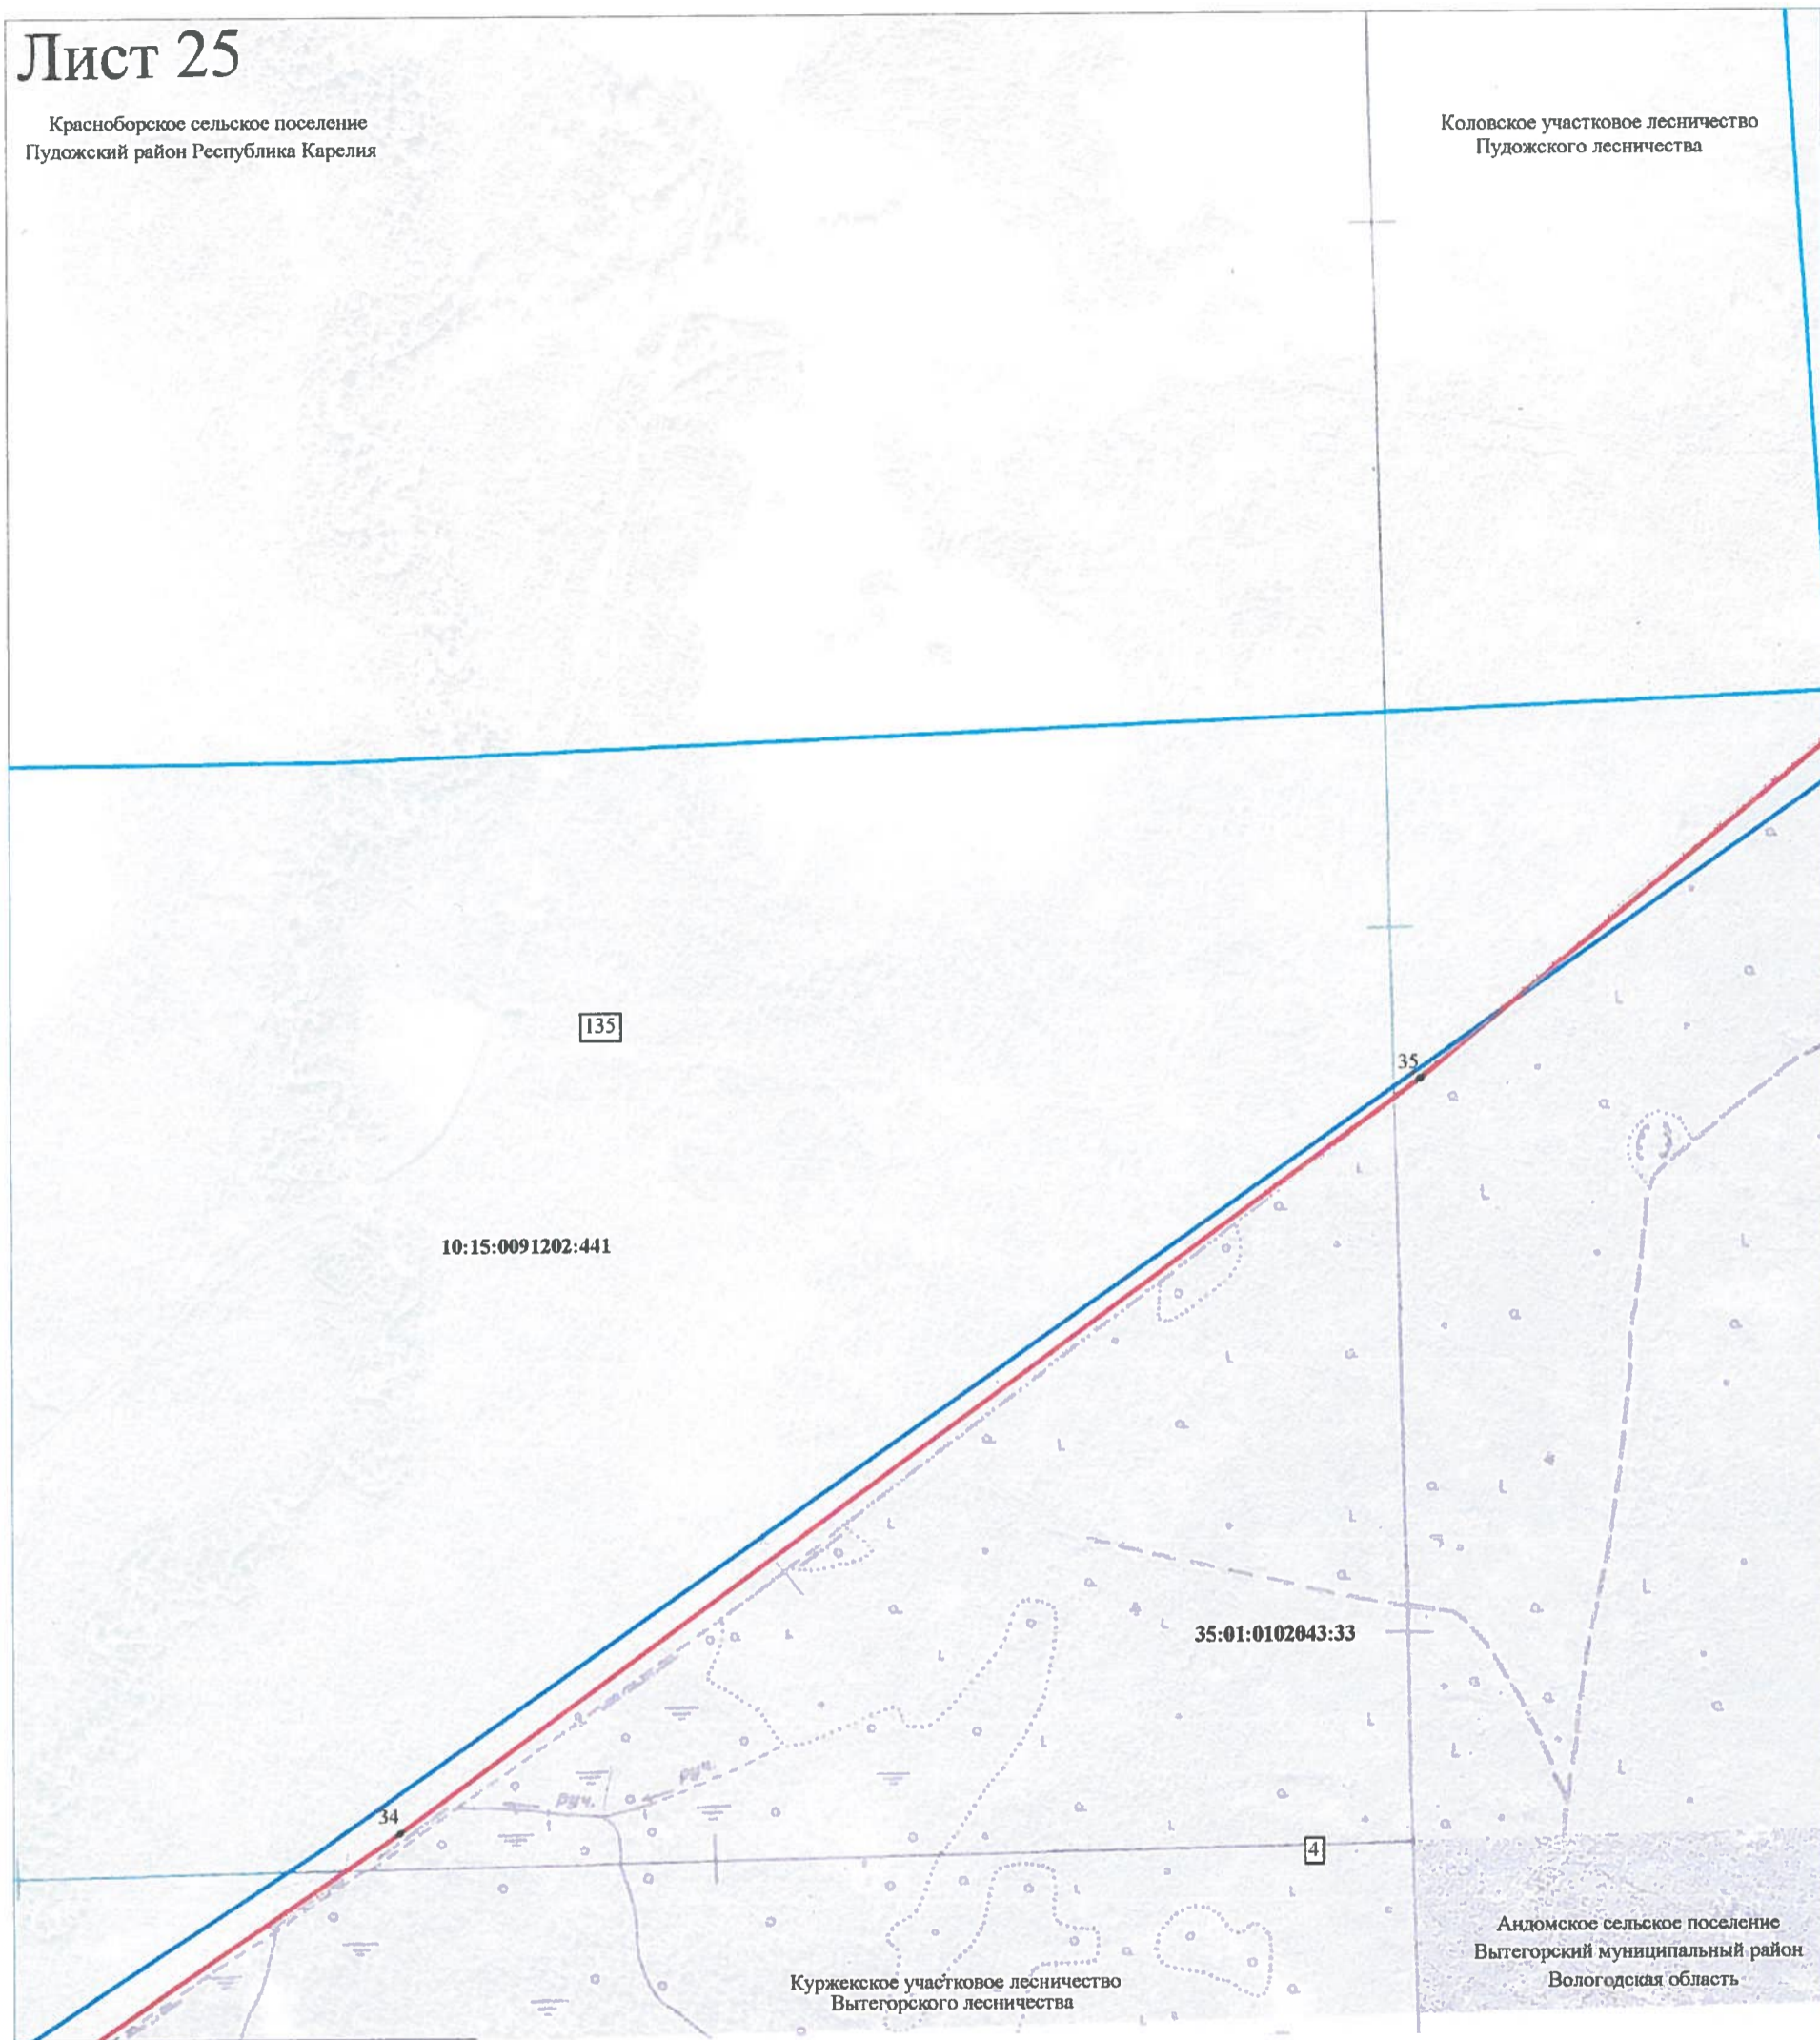 Лист 25
Красноборское сельское поселение
Пудожский район Республика Карелия
Коловское участковое лесничество
Пудожского лесничества
135
35
10:15:0091202:441
35:01:0102043:33
руч.
руч.
34
4
Андомское сельское поселение
Вытегорский муниципальный район
Вологодская область
Куржекское участковое лесничество
Вытегорского лесничества